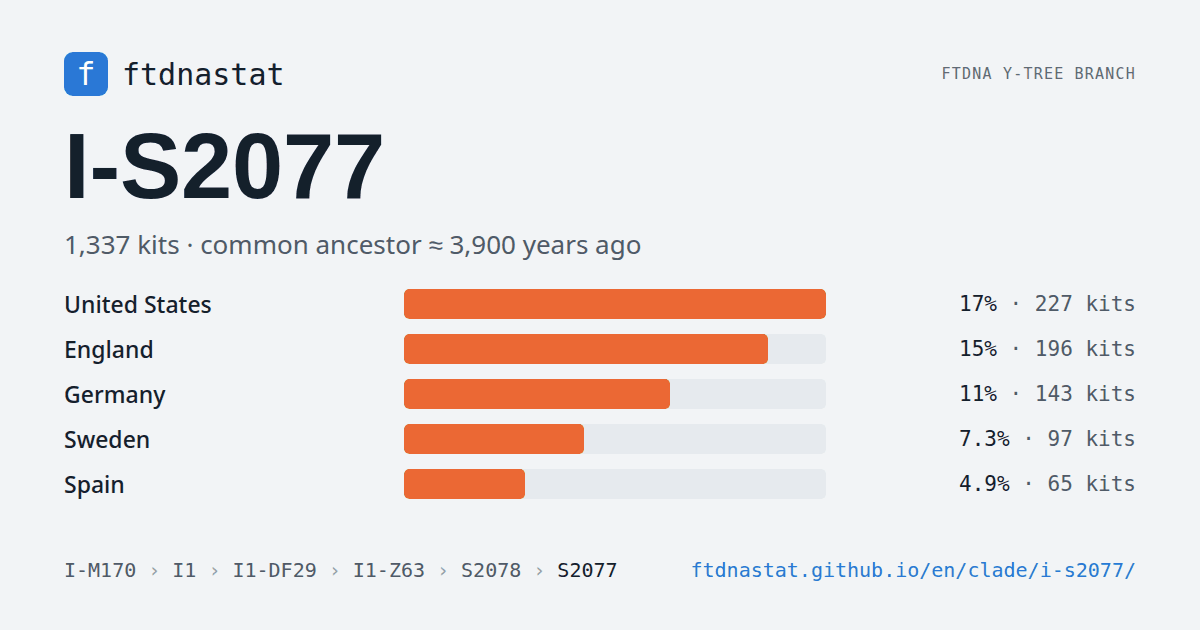 f ftdnastat
FTDNA Y-TREE BRANCH
I-S2077
1,337 kits · common ancestor ≈ 3,900 years ago
United States 17% · 227 kits
England 15% · 196 kits
Germany 11% · 143 kits
Sweden 7.3% · 97 kits
Spain 4.9% · 65 kits
I-M170 › I1 › I1-DF29 › I1-Z63 › S2078 › S2077
ftdnastat.github.io/en/clade/i-s2077/